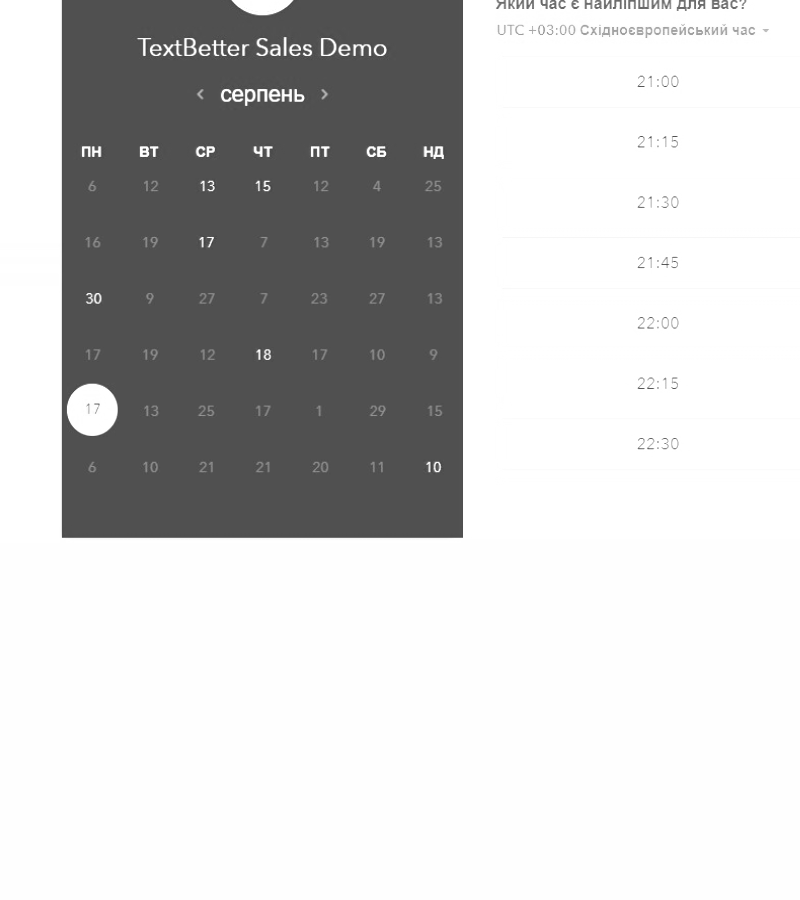 TextBetter Sales Demo
серпень
ПН ВТ СР ЧТ ПТ СБ НД
6 12 13 15 12 4 25
16 19 17 7 13 19 13
30 9 27 7 23 27 13
17 19 12 18 17 10 9
17 13 25 17 1 29 15
6 10 21 21 20 11 10
Який час є найліпшим для вас?
UTC +03:00 Східноєвропейський час
21:00
21:15
21:30
21:45
22:00
22:15
22:30